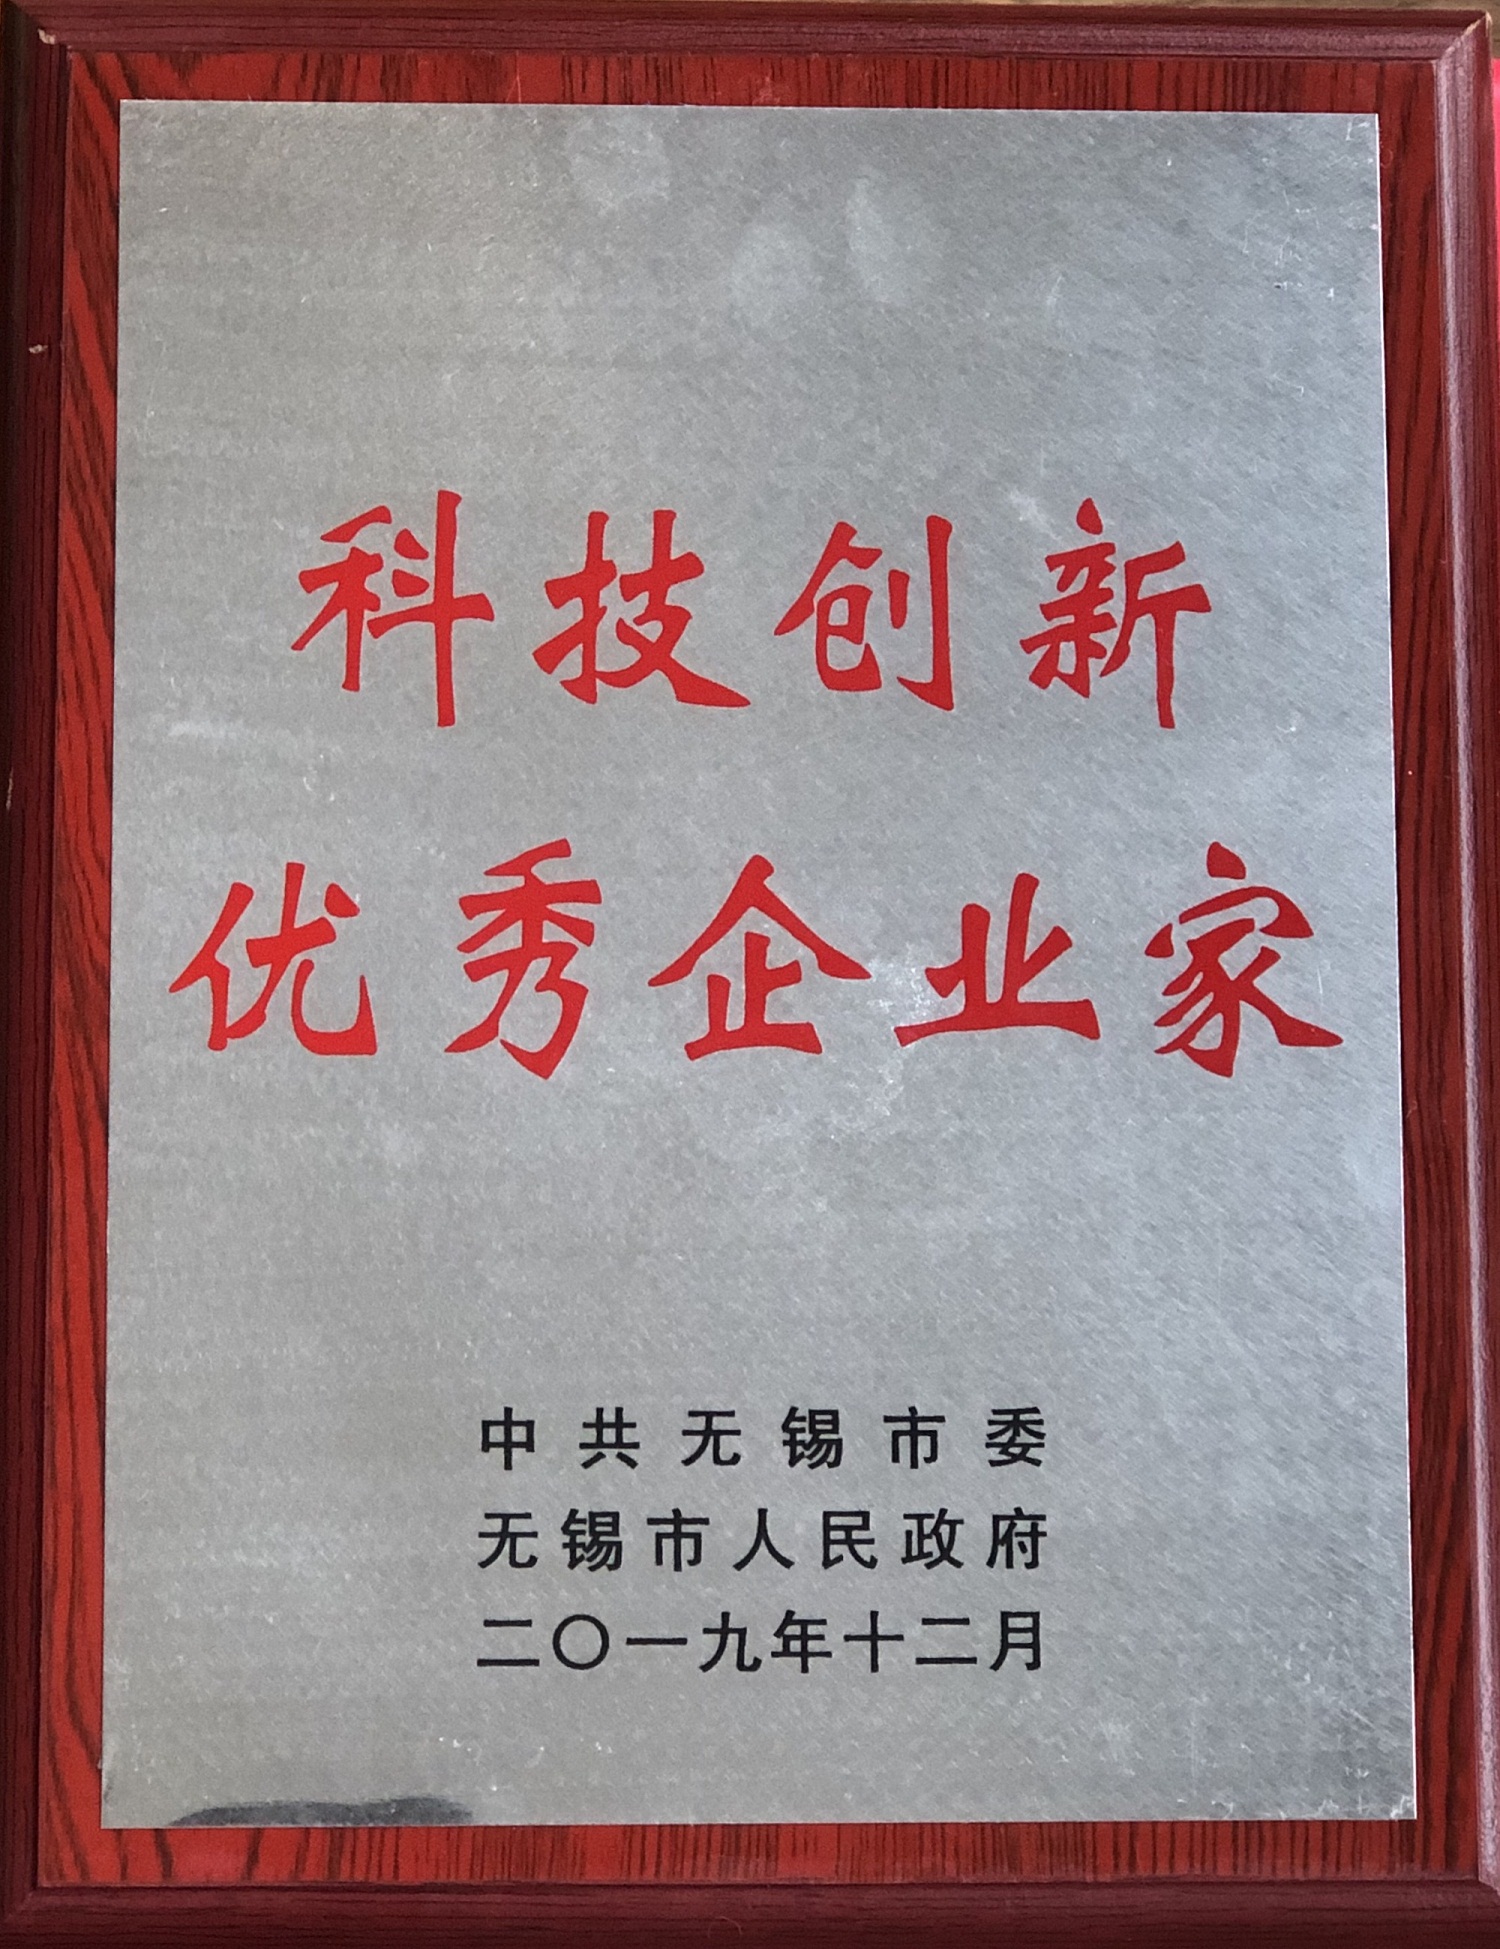 科技创新
优秀企业家
中共无锡市委
无锡市人民政府
二〇一九年十二月